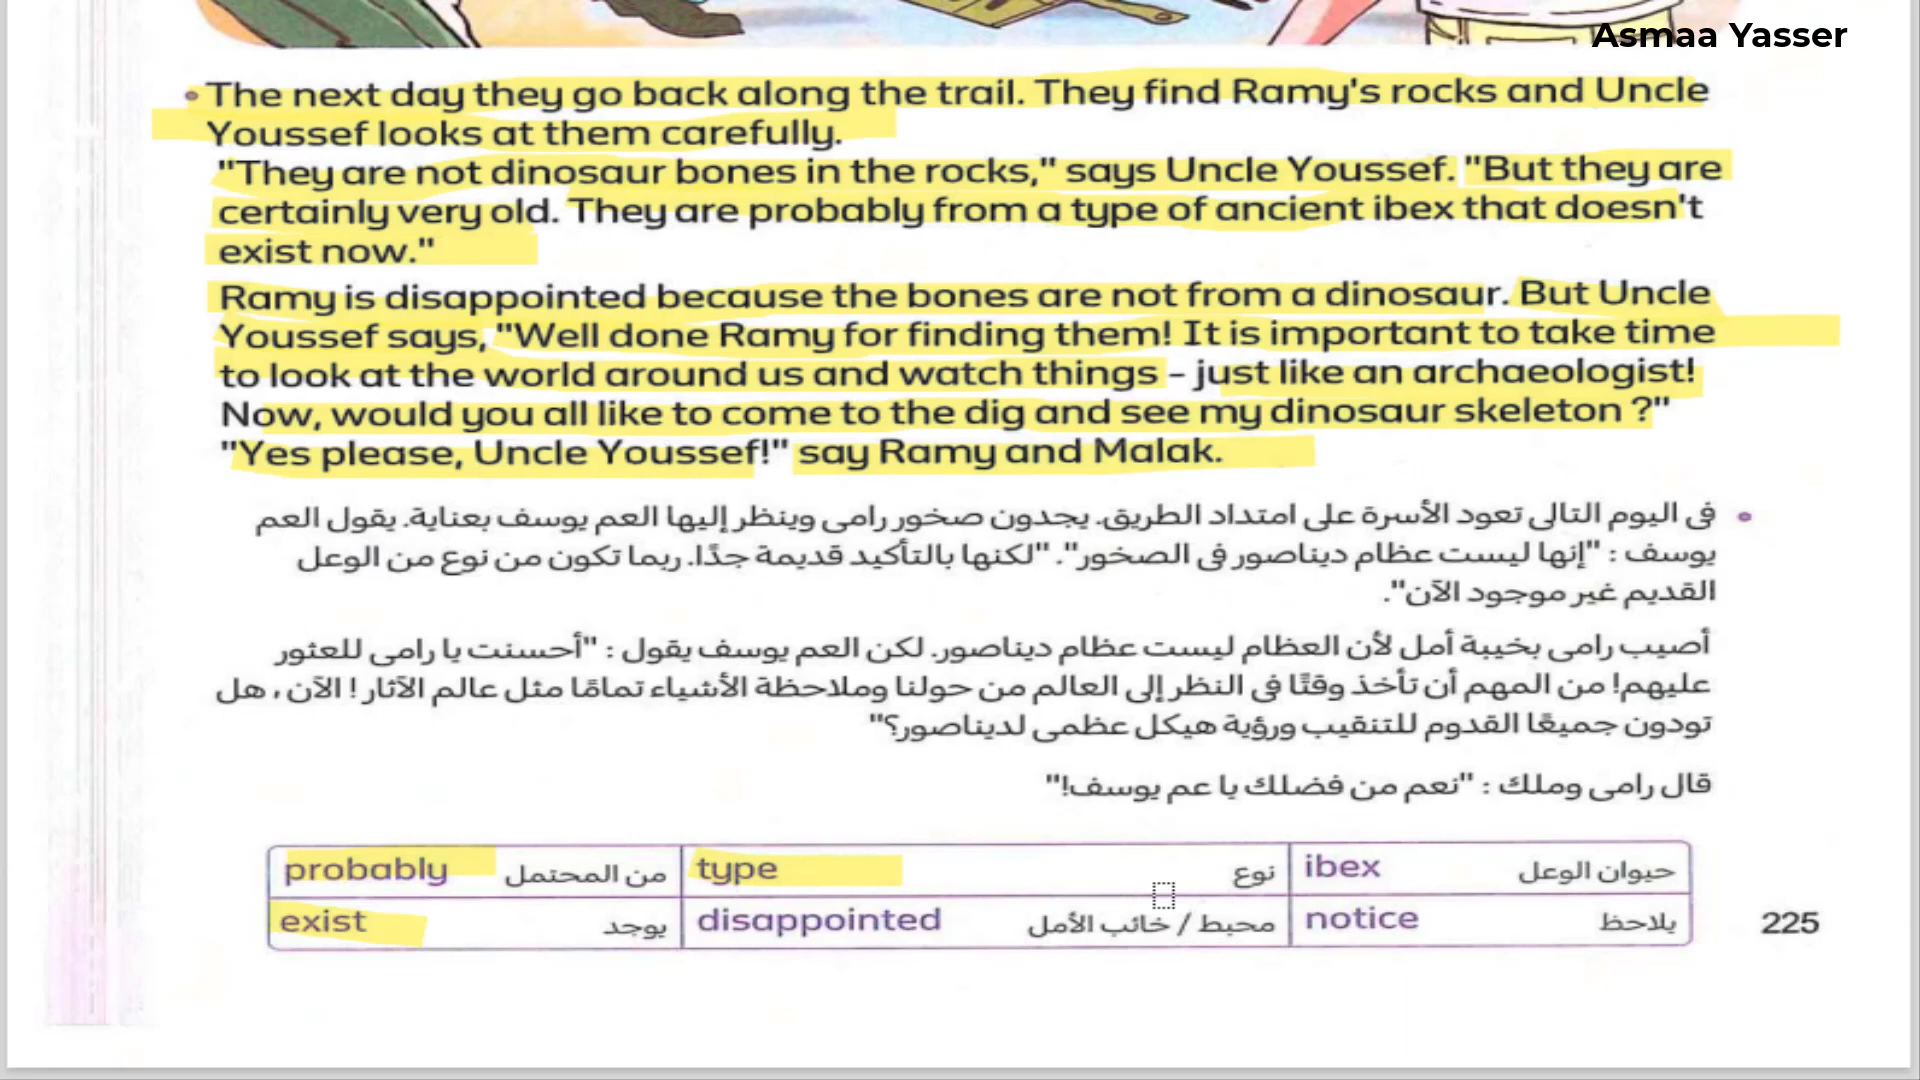 Asmaa Yasser
The next day they go back along the trail. They find Ramy's rocks and Uncle
Youssef looks at them carefully.
"They are not dinosaur bones in the rocks," says Uncle Youssef. "But they are
certainly very old. They are probably from a type of ancient ibex that doesn't
exist now."
Ramy is disappointed because the bones are not from a dinosaur. But Uncle
Youssef says, "Well done Ramy for finding them! It is important to take time
to look at the world around us and watch things - just like an archaeologist!
Now, would you all like to come to the dig and see my dinosaur skeleton ?"
"Yes please, Uncle Youssef!" say Ramy and Malak.
فى اليوم التالى تعود الأسرة على امتداد الطريق. يجدون صخور رامى وينظر إليها العم يوسف بعناية. يقول العم
يوسف : "إنها ليست عظام ديناصور فى الصخور". "لكنها بالتأكيد قديمة جدًا. ربما تكون من نوع من الوعل
القديم غير موجود الآن".
أصيب رامى بخيبة أمل لأن العظام ليست عظام ديناصور. لكن العم يوسف يقول : "أحسنت يا رامى للعثور
عليهم! من المهم أن تأخذ وقتًا فى النظر إلى العالم من حولنا وملاحظة الأشياء تمامًا مثل عالم الآثار ! الآن ، هل
تودون جميعًا القدوم للتنقيب ورؤية هيكل عظمى لديناصور؟"
قال رامى وملك : "نعم من فضلك يا عم يوسف!"
probably من المحتمل type نوع ibex حيوان الوعل
exist يوجد disappointed محبط / خائب الأمل notice يلاحظ
225